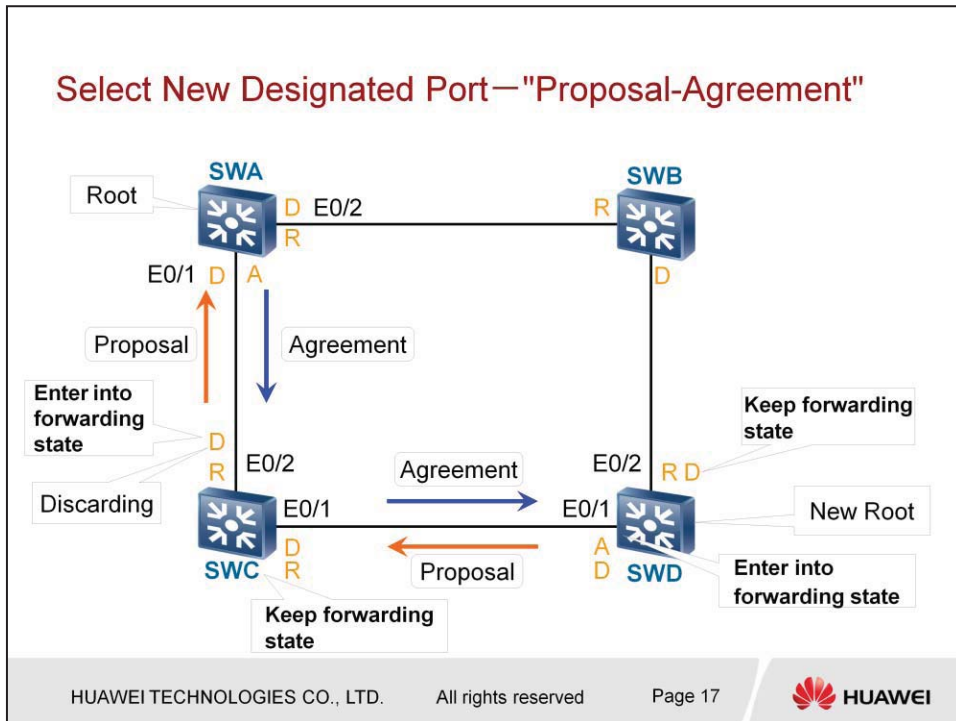 Select New Designated Port—"Proposal-Agreement"
SWA
SWB
Root
D E0/2
R
R
E0/1 D A
D
Proposal
Agreement
Enter into
forwarding
state
Keep forwarding
state
D
R E0/2
Agreement
E0/2 R D
Discarding
E0/1
E0/1
New Root
D
R
A
D
SWC
Proposal
SWD
Enter into
forwarding state
Keep forwarding
state
HUAWEI TECHNOLOGIES CO., LTD. All rights reserved Page 17 HUAWEI